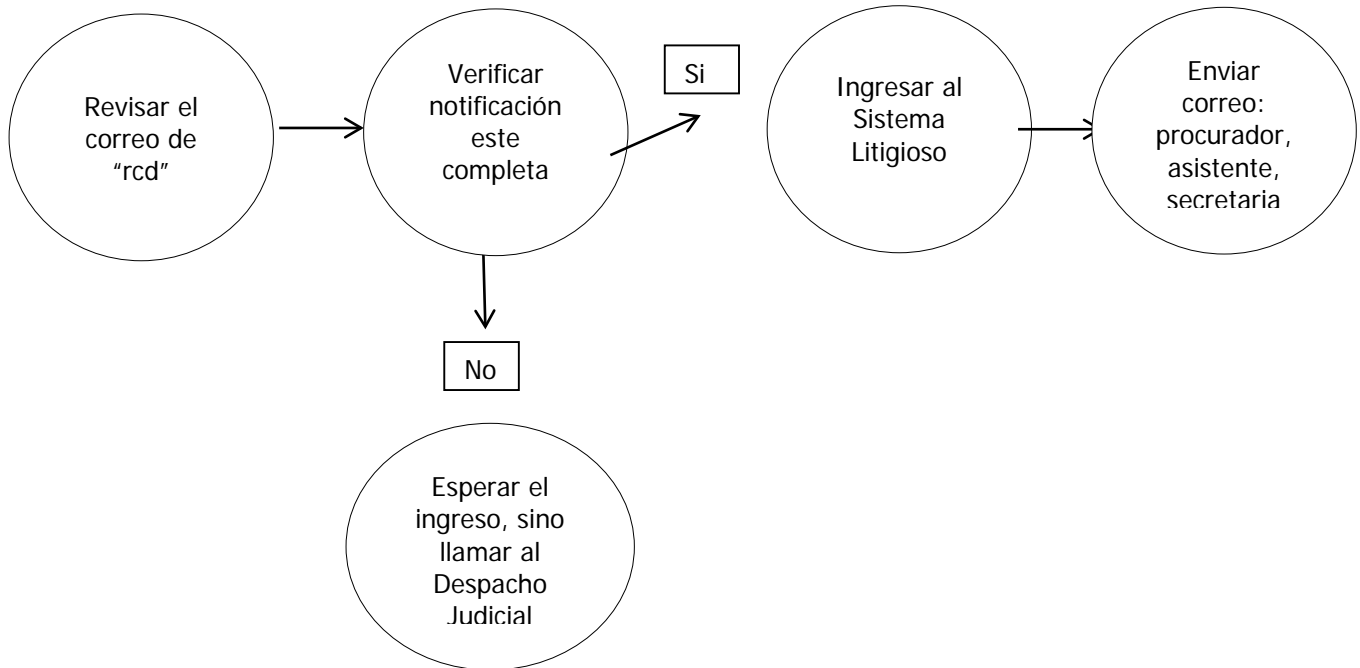 Revisar el
correo de
“rcd”
Verificar
notificación
este
completa
Si
Ingresar al
Sistema
Litigioso
Enviar
correo:
procurador,
asistente,
secretaria
No
Esperar el
ingreso, sino
llamar al
Despacho
Judicial